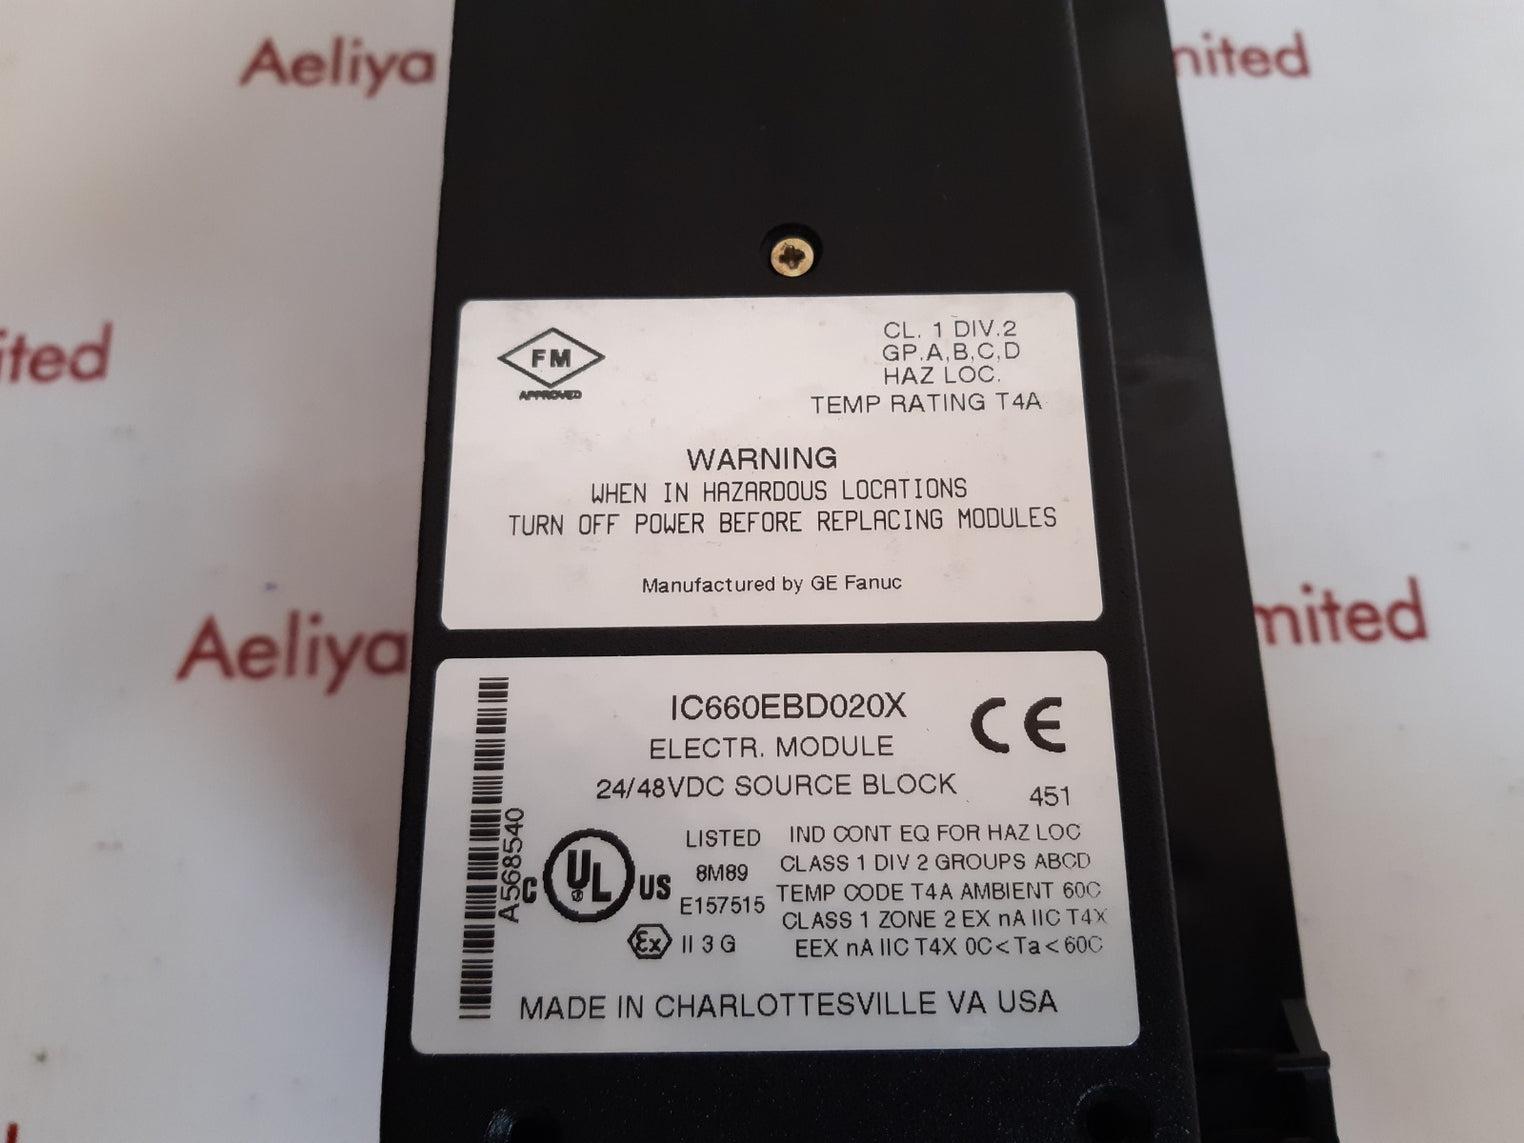 Aeliya
nited
ited
FM
APPROVED
CL. 1 DIV.2
GP.A,B,C,D
HAZ LOC.
TEMP RATING T4A
WARNING
WHEN IN HAZARDOUS LOCATIONS
TURN OFF POWER BEFORE REPLACING MODULES
Manufactured by GE Fanuc
Aeliya
mited
A568540
IC660EBD020X
CE
ELECTR. MODULE
24/48VDC SOURCE BLOCK
451
C UL US
LISTED
8M89
E157515
Ex II 3 G
IND CONT EQ FOR HAZ LOC
CLASS 1 DIV 2 GROUPS ABCD
TEMP CODE T4A AMBIENT 60C
CLASS 1 ZONE 2 EX nA IIC T4X
EEX nA IIC T4X 0C<Ta<60C
MADE IN CHARLOTTESVILLE VA USA